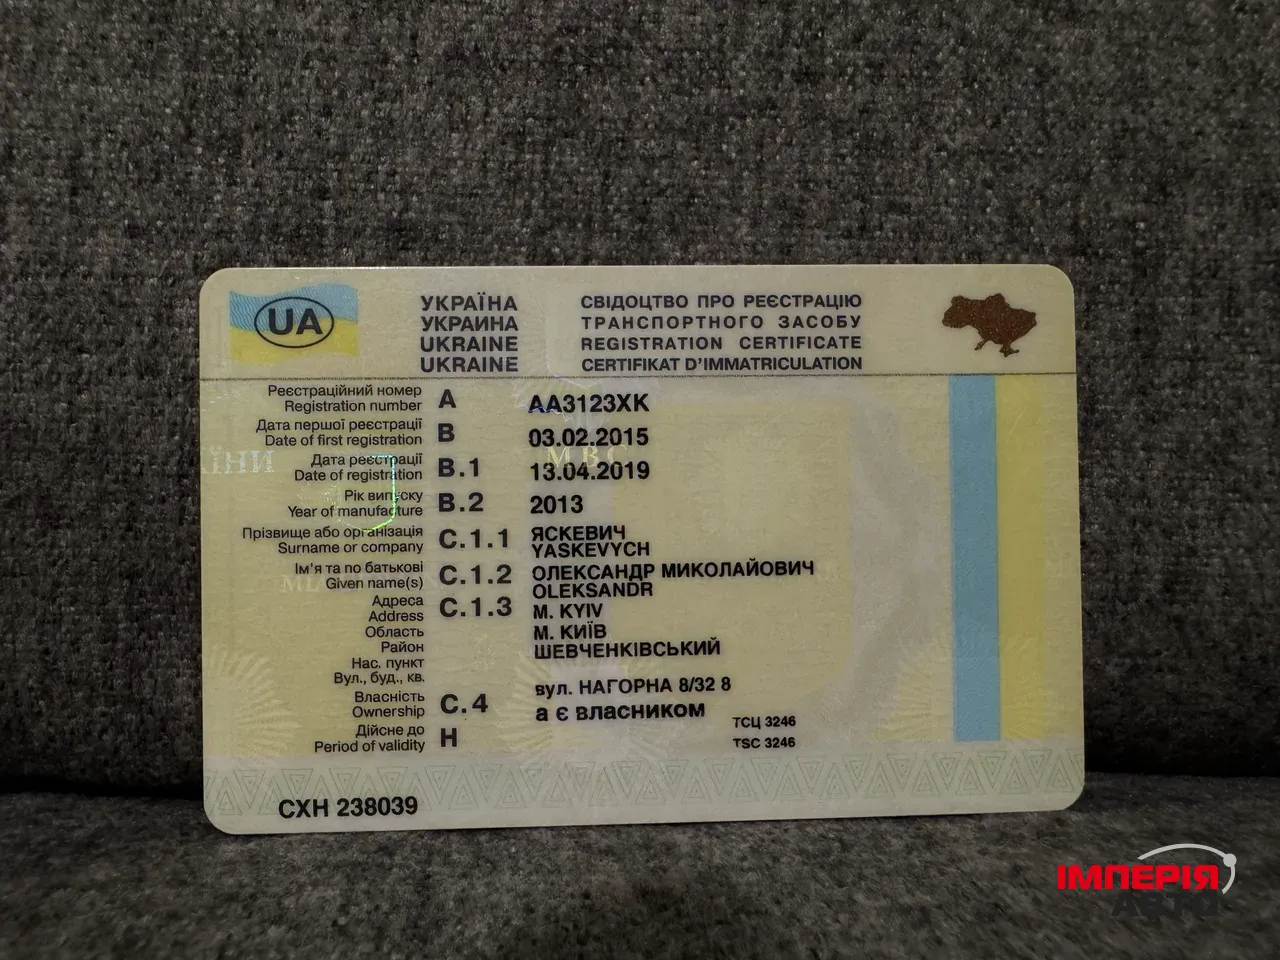 UA
УКРАЇНА
УКРАИНА
UKRAINE
UKRAINE
СВІДОЦТВО ПРО РЕЄСТРАЦІЮ
ТРАНСПОРТНОГО ЗАСОБУ
REGISTRATION CERTIFICATE
CERTIFIKAT D'IMMATRICULATION
Реєстраційний номер
Registration number A AA3123XK
Дата першої реєстрації
Date of first registration B 03.02.2015
Дата реєстрації
Date of registration B.1 13.04.2019
Рік випуску
Year of manufacture B.2 2013
Прізвище або організація
Surname or company C.1.1 ЯСКЕВИЧ
YASKEVYCH
Ім'я та по батькові
Given name(s) C.1.2 ОЛЕКСАНДР МИКОЛАЙОВИЧ
OLEKSANDR
Адреса
Address C.1.3 М. KYIV
Область М. КИЇВ
Район ШЕВЧЕНКІВСЬКИЙ
Нас. пункт
Вул., буд., кв. вул. НАГОРНА 8/32 8
Власність
Ownership C.4 а є власником
Дійсне до
Period of validity H
ТСЦ 3246
TSC 3246
МВС
ЇНИ
CXH 238039
ІМПЕРІЯ
АВТО